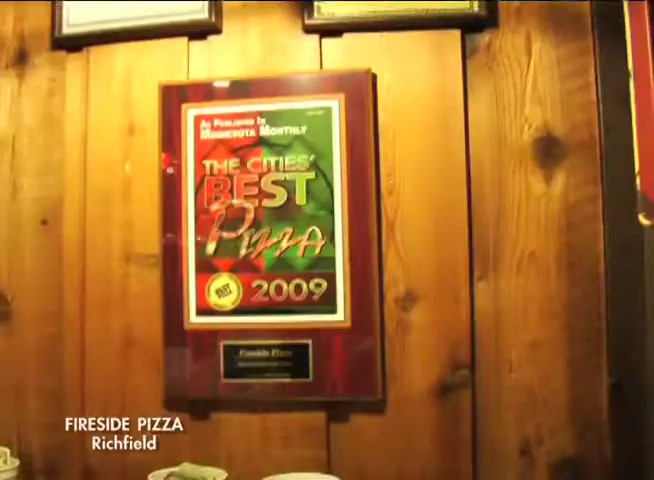 As Published In
Minnesota Monthly
The Cities'
BEST
Pizza
BEST
2009
Fireside Pizza
FIRESIDE PIZZA
Richfield